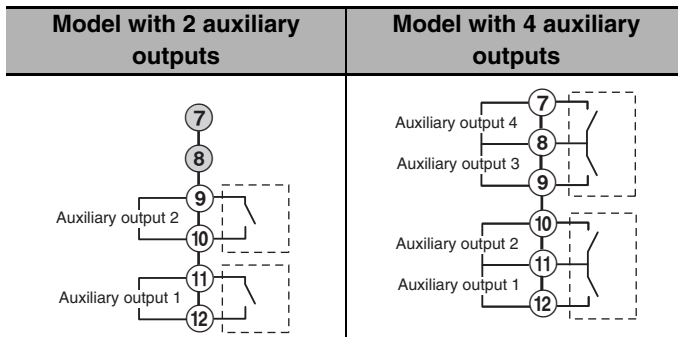 Model with 2 auxiliary
outputs
Model with 4 auxiliary
outputs
7
8
9
Auxiliary output 2
10
11
Auxiliary output 1
12
7
Auxiliary output 4
8
Auxiliary output 3
9
10
Auxiliary output 2
11
Auxiliary output 1
12